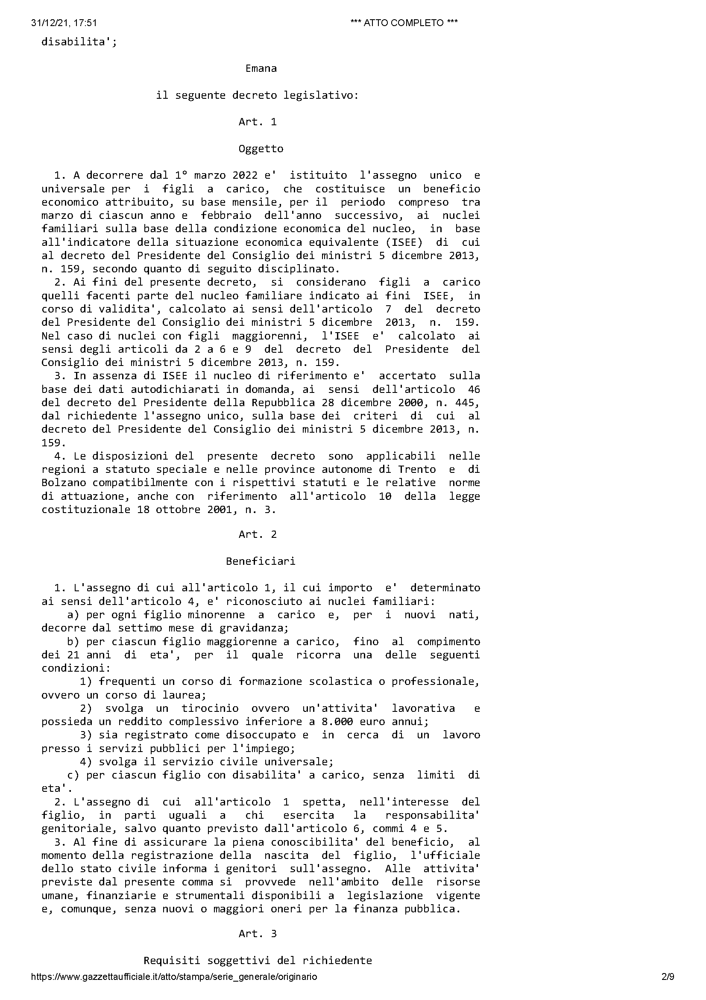 31/12/21, 17:51 *** ATTO COMPLETO ***
disabilita';
Emana
il seguente decreto legislativo:
Art. 1
Oggetto
1. A decorrere dal 1° marzo 2022 e' istituito l'assegno unico e
universale per i figli a carico, che costituisce un beneficio
economico attribuito, su base mensile, per il periodo compreso tra
marzo di ciascun anno e febbraio dell'anno successivo, ai nuclei
familiari sulla base della condizione economica del nucleo, in base
all'indicatore della situazione economica equivalente (ISEE) di cui
al decreto del Presidente del Consiglio dei ministri 5 dicembre 2013,
n. 159, secondo quanto di seguito disciplinato.
2. Ai fini del presente decreto, si considerano figli a carico
quelli facenti parte del nucleo familiare indicato ai fini ISEE, in
corso di validita', calcolato ai sensi dell'articolo 7 del decreto
del Presidente del Consiglio dei ministri 5 dicembre 2013, n. 159.
Nel caso di nuclei con figli maggiorenni, l'ISEE e' calcolato ai
sensi degli articoli da 2 a 6 e 9 del decreto del Presidente del
Consiglio dei ministri 5 dicembre 2013, n. 159.
3. In assenza di ISEE il nucleo di riferimento e' accertato sulla
base dei dati autodichiarati in domanda, ai sensi dell'articolo 46
del decreto del Presidente della Repubblica 28 dicembre 2000, n. 445,
dal richiedente l'assegno unico, sulla base dei criteri di cui al
decreto del Presidente del Consiglio dei ministri 5 dicembre 2013, n.
159.
4. Le disposizioni del presente decreto sono applicabili nelle
regioni a statuto speciale e nelle province autonome di Trento e di
Bolzano compatibilmente con i rispettivi statuti e le relative norme
di attuazione, anche con riferimento all'articolo 10 della legge
costituzionale 18 ottobre 2001, n. 3.
Art. 2
Beneficiari
1. L'assegno di cui all'articolo 1, il cui importo e' determinato
ai sensi dell'articolo 4, e' riconosciuto ai nuclei familiari:
a) per ogni figlio minorenne a carico e, per i nuovi nati,
decorre dal settimo mese di gravidanza;
b) per ciascun figlio maggiorenne a carico, fino al compimento
dei 21 anni di eta', per il quale ricorra una delle seguenti
condizioni:
1) frequenti un corso di formazione scolastica o professionale,
ovvero un corso di laurea;
2) svolga un tirocinio ovvero un'attivita' lavorativa e
possieda un reddito complessivo inferiore a 8.000 euro annui;
3) sia registrato come disoccupato e in cerca di un lavoro
presso i servizi pubblici per l'impiego;
4) svolga il servizio civile universale;
c) per ciascun figlio con disabilita' a carico, senza limiti di
eta'.
2. L'assegno di cui all'articolo 1 spetta, nell'interesse del
figlio, in parti uguali a chi esercita la responsabilita'
genitoriale, salvo quanto previsto dall'articolo 6, commi 4 e 5.
3. Al fine di assicurare la piena conoscibilita' del beneficio, al
momento della registrazione della nascita del figlio, l'ufficiale
dello stato civile informa i genitori sull'assegno. Alle attivita'
previste dal presente comma si provvede nell'ambito delle risorse
umane, finanziarie e strumentali disponibili a legislazione vigente
e, comunque, senza nuovi o maggiori oneri per la finanza pubblica.
Art. 3
Requisiti soggettivi del richiedente
https://www.gazzettaufficiale.it/atto/stampa/serie_generale/originario 2/9